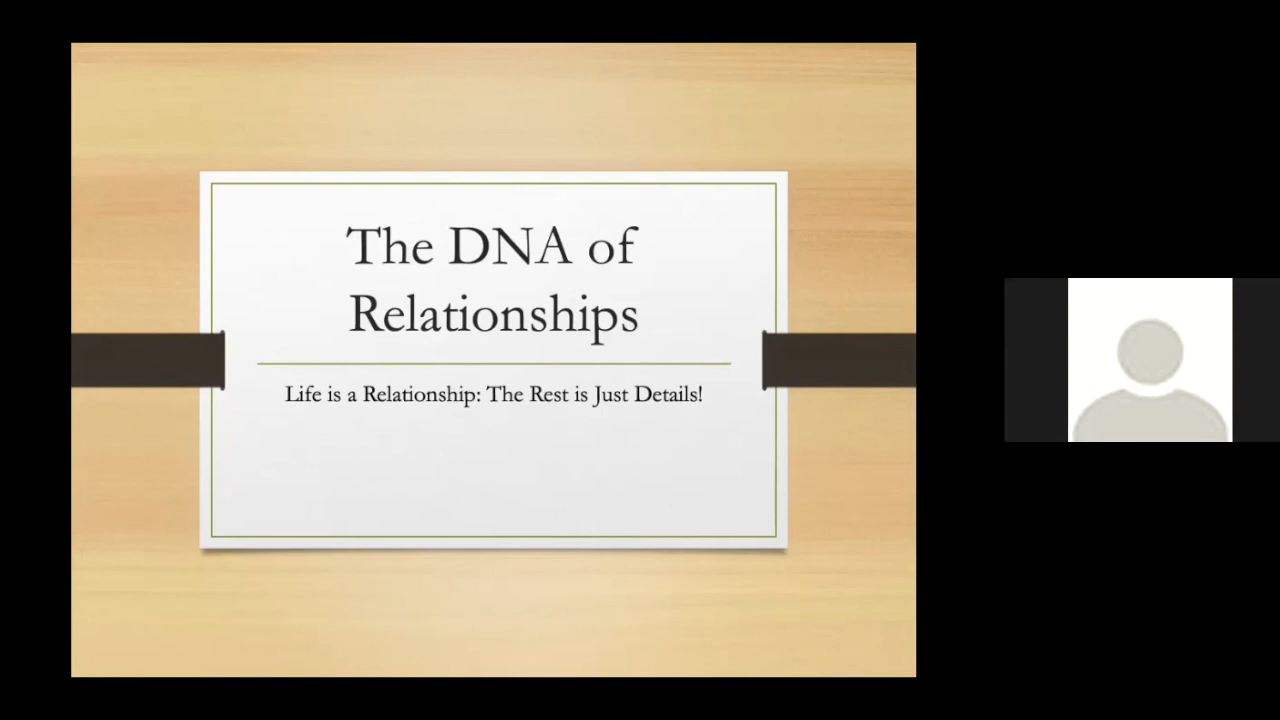 The DNA of
Relationships
Life is a Relationship: The Rest is Just Details!